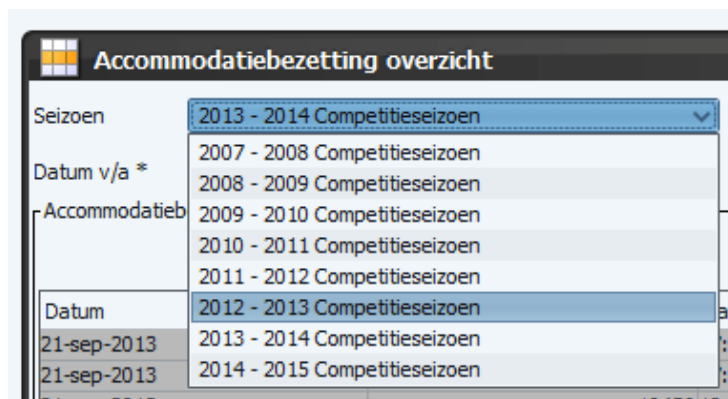 Accommodatiebezetting overzicht
Seizoen
2013 - 2014 Competitieseizoen
2007 - 2008 Competitieseizoen
Datum v/a *
2008 - 2009 Competitieseizoen
Accommodatieb
2009 - 2010 Competitieseizoen
2010 - 2011 Competitieseizoen
2011 - 2012 Competitieseizoen
Datum
2012 - 2013 Competitieseizoen
21-sep-2013
2013 - 2014 Competitieseizoen
21-sep-2013
2014 - 2015 Competitieseizoen